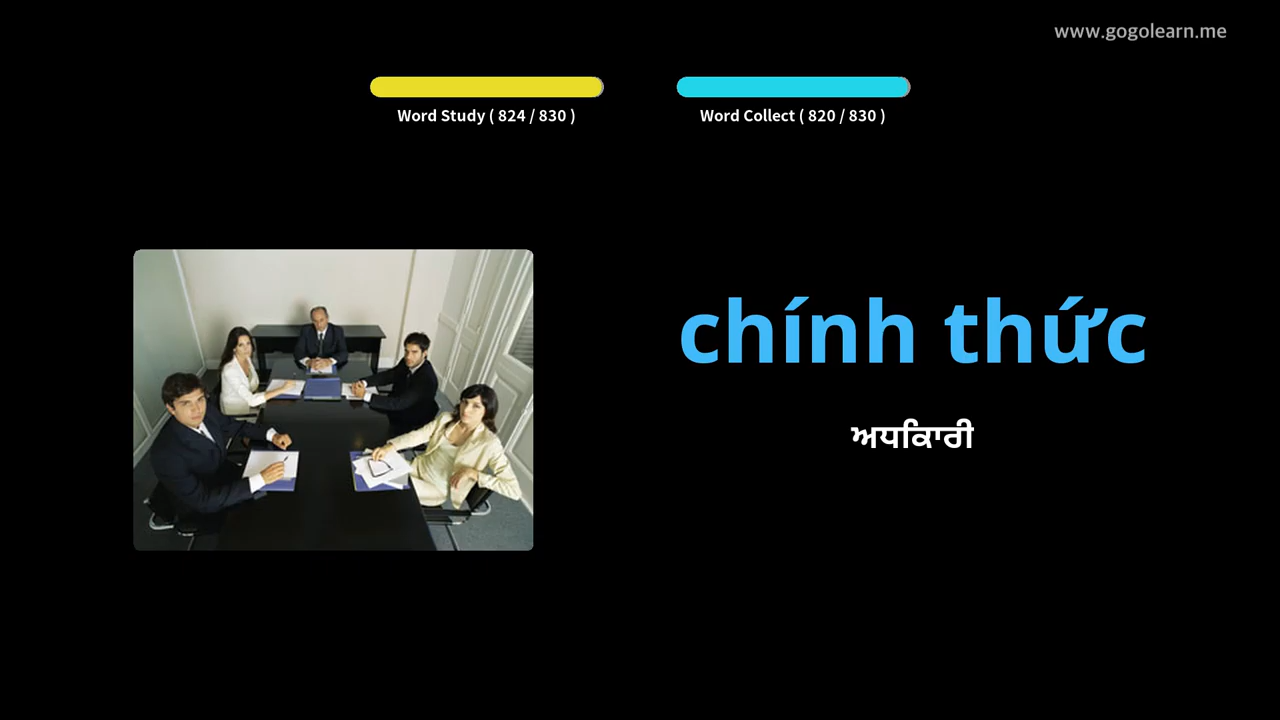 www.gogolearn.me
Word Study ( 824 / 830 )
Word Collect ( 820 / 830 )
chính thức
ਅਧਿਕਾਰੀ